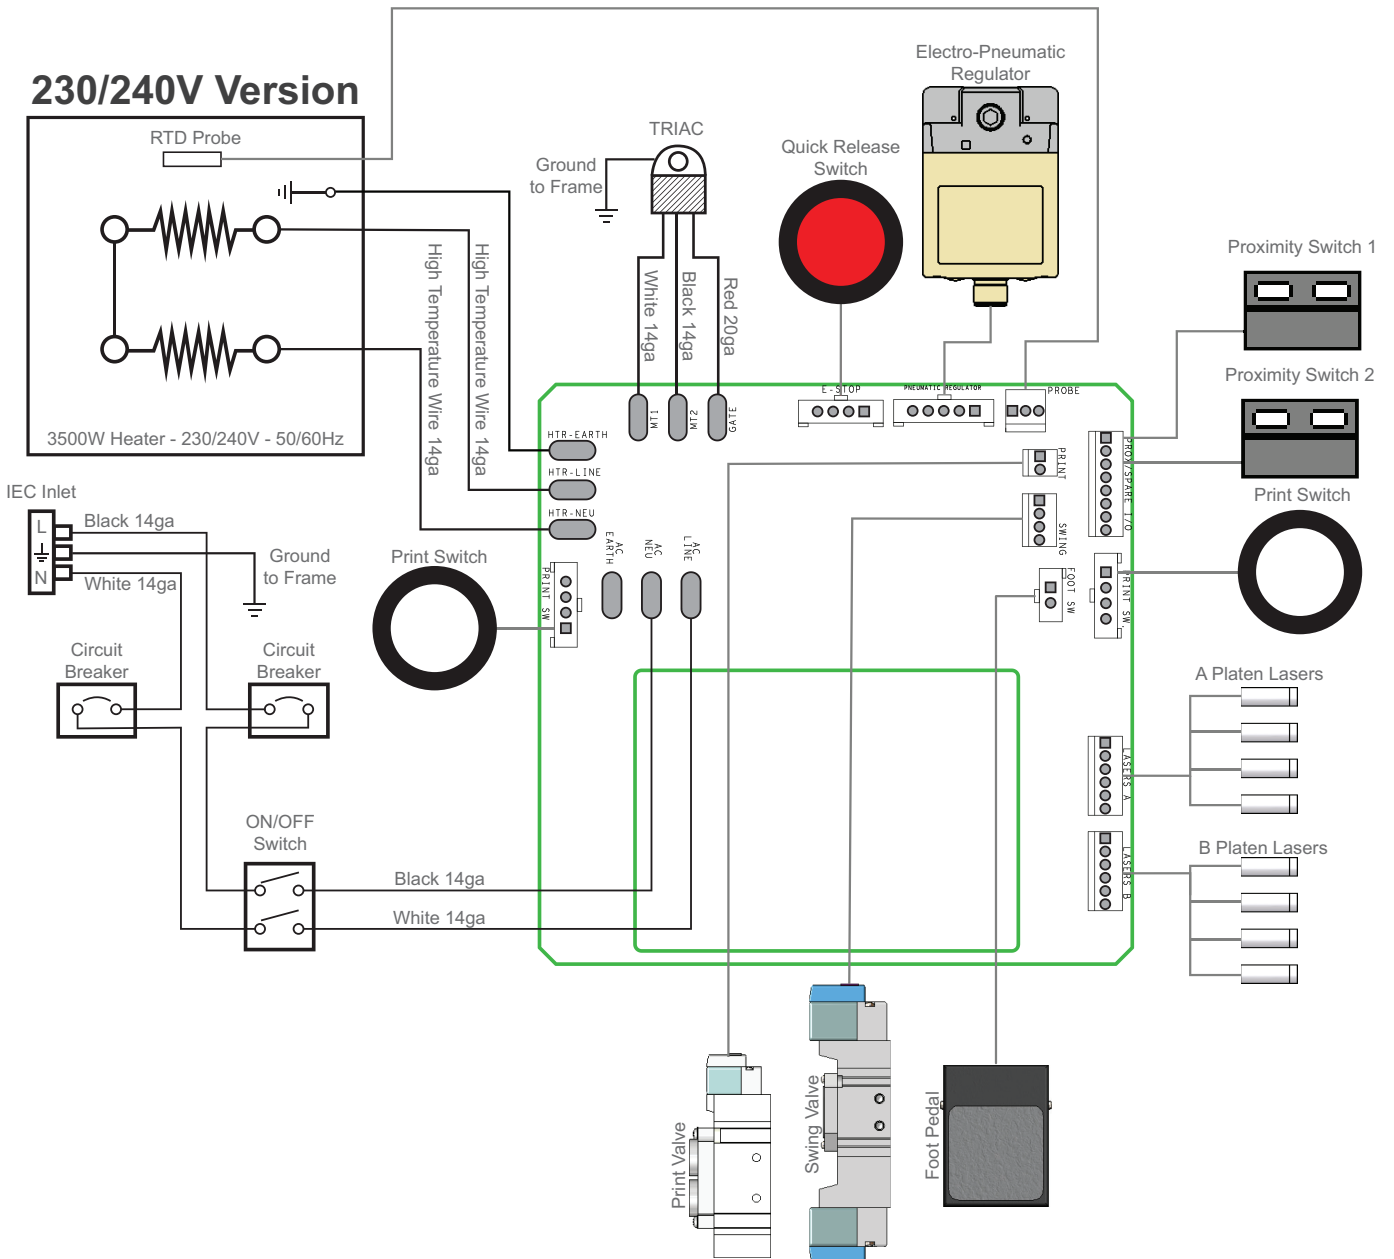 Electro-Pneumatic
Regulator
230/240V Version
RTD Probe
TRIAC
Ground
to Frame
Quick Release
Switch
High Temperature Wire 14ga
High Temperature Wire 14ga
White 14ga
Black 14ga
Red 20ga
Proximity Switch 1
Proximity Switch 2
3500W Heater - 230/240V - 50/60Hz
E-STOP
PNEUMATIC REGULATOR
PROBE
MT1
MT2
GATE
HTR-EARTH
HTR-LINE
HTR-NEU
PRINT
PROX/SPARE I/O
SWING
IEC Inlet
L
N
Black 14ga
White 14ga
Ground
to Frame
Print Switch
Print Switch
AC
EARTH
AC
NEU
AC
LINE
PRINT SW
FOOT SW
PRINT SW.
Circuit
Breaker
Circuit
Breaker
A Platen Lasers
LASERS A
ON/OFF
Switch
B Platen Lasers
LASERS B
Black 14ga
White 14ga
Print Valve
Swing Valve
Foot Pedal